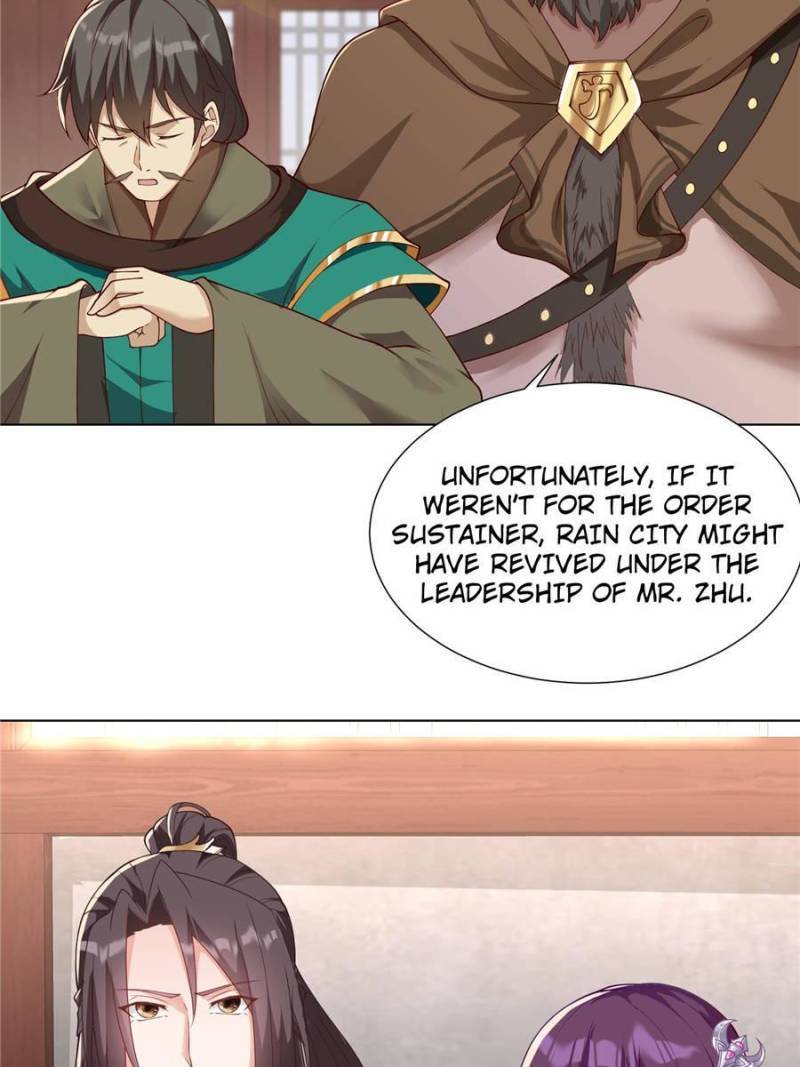 UNFORTUNATELY, IF IT
WEREN'T FOR THE ORDER
SUSTAINER, RAIN CITY MIGHT
HAVE REVIVED UNDER THE
LEADERSHIP OF MR. ZHU.